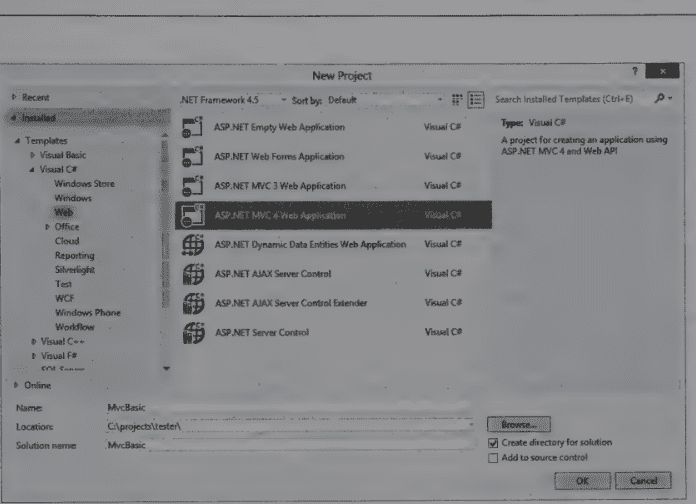 New Project
? ×
Recent
.NET Framework 4.5 Sort by: Default
Search Installed Templates (Ctrl+E)
Installed
Templates
Visual Basic
Visual C#
Windows Store
Windows
Web
Office
Cloud
Reporting
Silverlight
Test
WCF
Windows Phone
Workflow
Visual C++
Visual F#
SQL Server
Online
ASP.NET Empty Web Application Visual C#
ASP.NET Web Forms Application Visual C#
ASP.NET MVC 3 Web Application Visual C#
ASP.NET MVC 4 Web Application Visual C#
ASP.NET Dynamic Data Entities Web Application Visual C#
ASP.NET AJAX Server Control Visual C#
ASP.NET AJAX Server Control Extender Visual C#
ASP.NET Server Control Visual C#
Type: Visual C#
A project for creating an application using
ASP.NET MVC 4 and Web API
Name: MvcBasic
Location: C:\projects\tester\
Browse...
Solution name: MvcBasic
Create directory for solution
Add to source control
OK Cancel